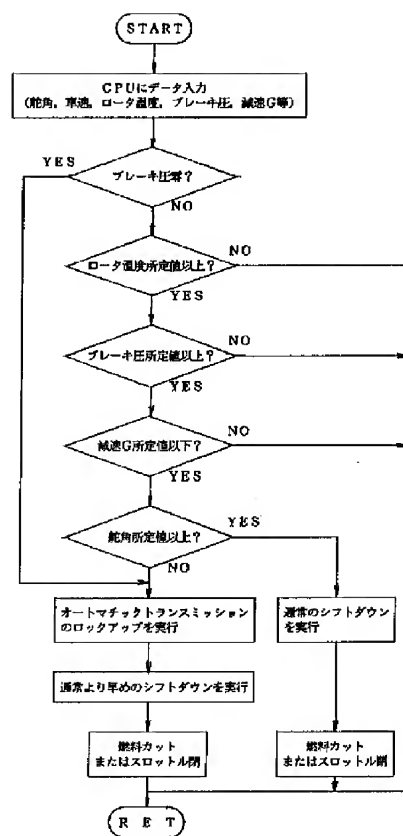 START
CPUにデータ入力
(舵角, 車速, ロータ温度, ブレーキ圧, 減速G等)
YES
ブレーキ圧零?
NO
ロータ温度所定値以上?
NO
YES
ブレーキ圧所定値以上?
NO
YES
減速G所定値以下?
NO
YES
舵角所定値以上?
YES
NO
オートマチックトランスミッション
のロックアップを実行
通常のシフトダウン
を実行
通常より早めのシフトダウンを実行
燃料カット
またはスロットル閉
燃料カット
またはスロットル閉
RET